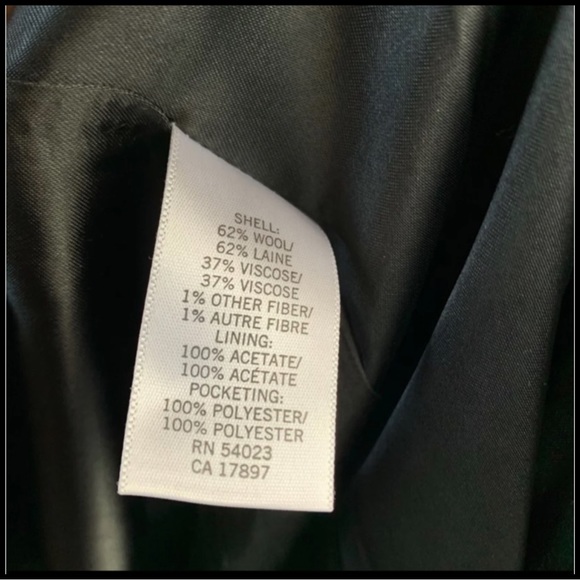 SHELL:
62% WOOL/
62% LAINE
37% VISCOSE/
37% VISCOSE
1% OTHER FIBER/
1% AUTRE FIBRE
LINING:
100% ACETATE/
100% ACÉTATE
POCKETING:
100% POLYESTER/
100% POLYESTER
RN 54023
CA 17897